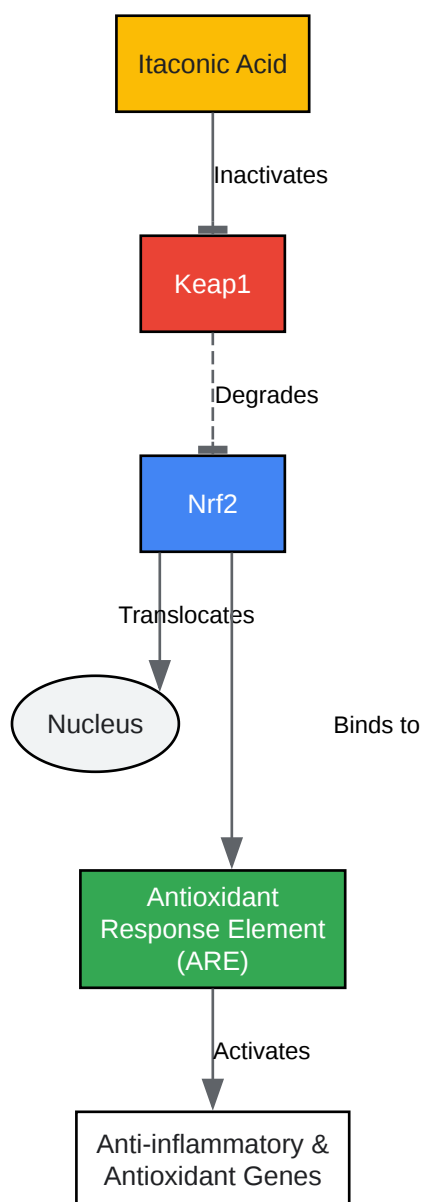 Itaconic Acid
Inactivates
Keap1
Degrades
Nrf2
Translocates
Nucleus
Binds to
Antioxidant
Response Element
(ARE)
Activates
Anti-inflammatory &
Antioxidant Genes